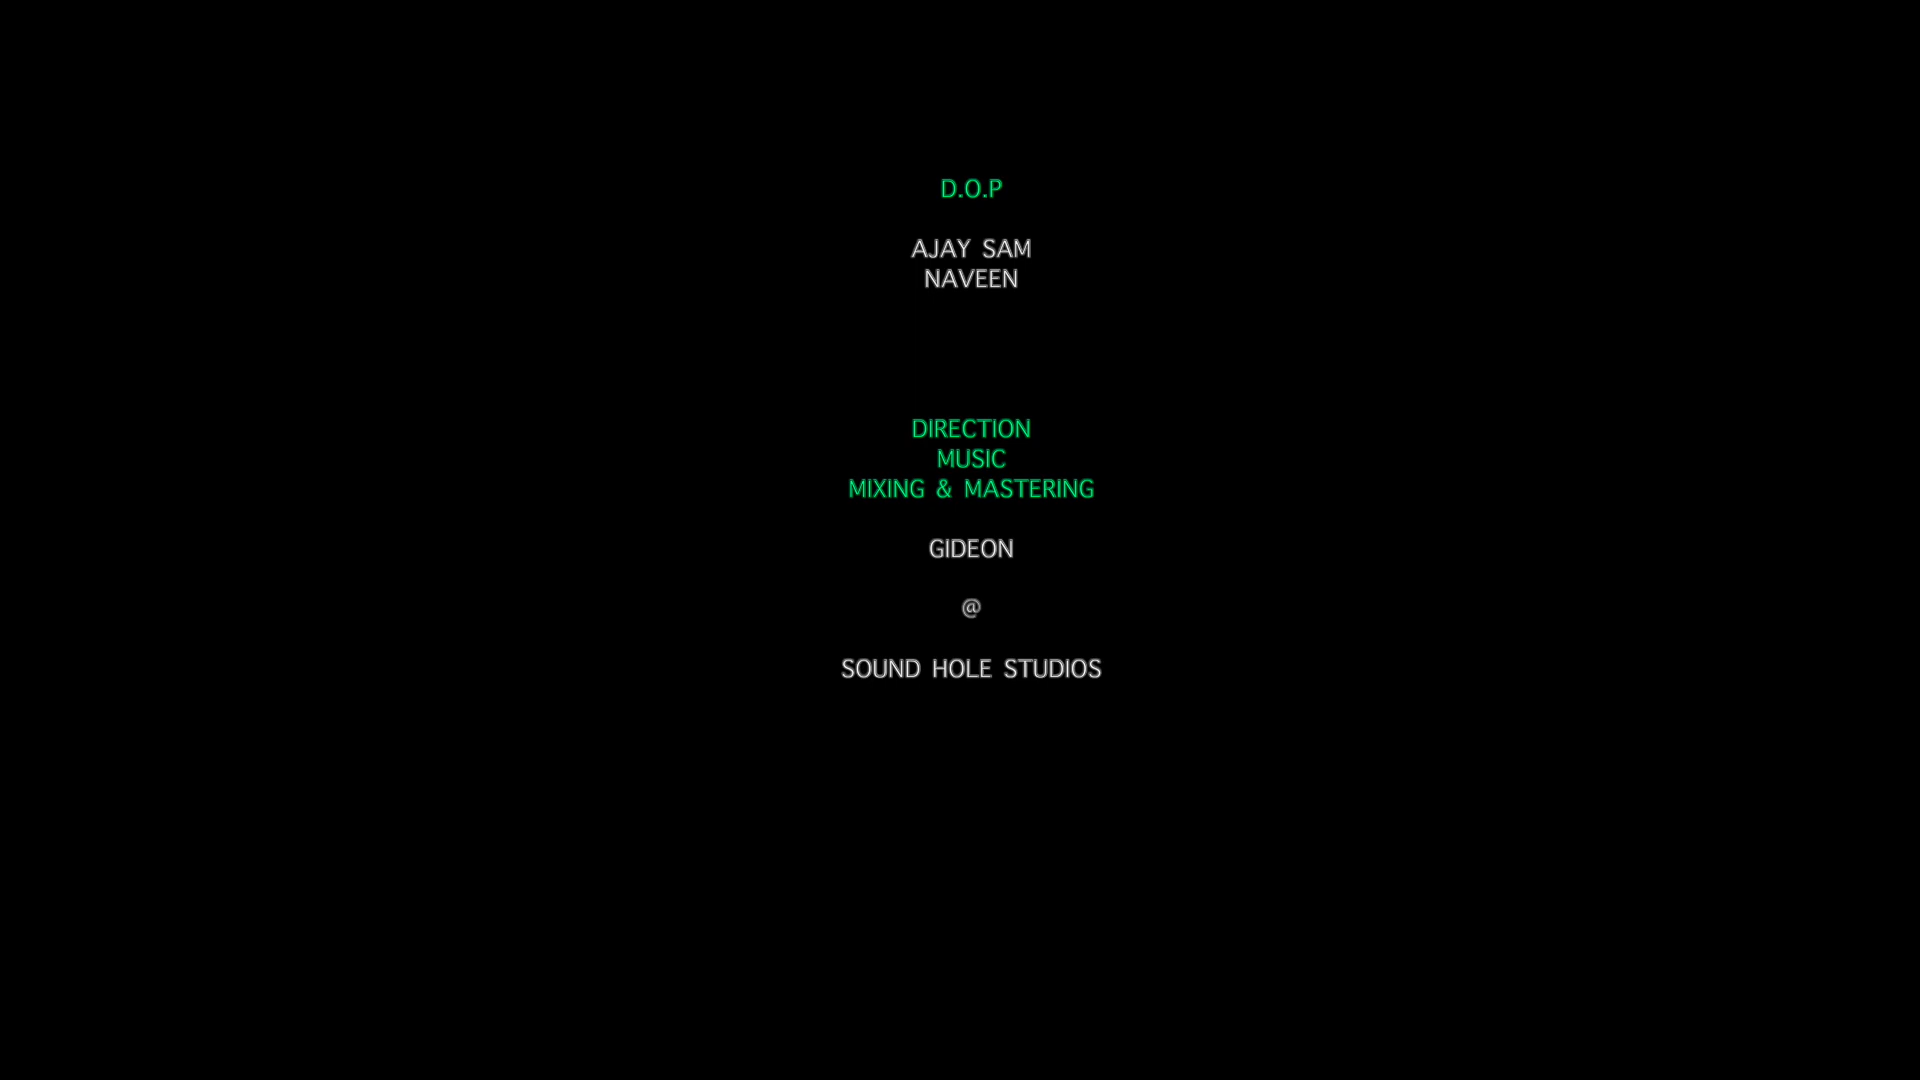 D.O.P
AJAY SAM
NAVEEN
DIRECTION
MUSIC
MIXING & MASTERING
GIDEON
@
SOUND HOLE STUDIOS